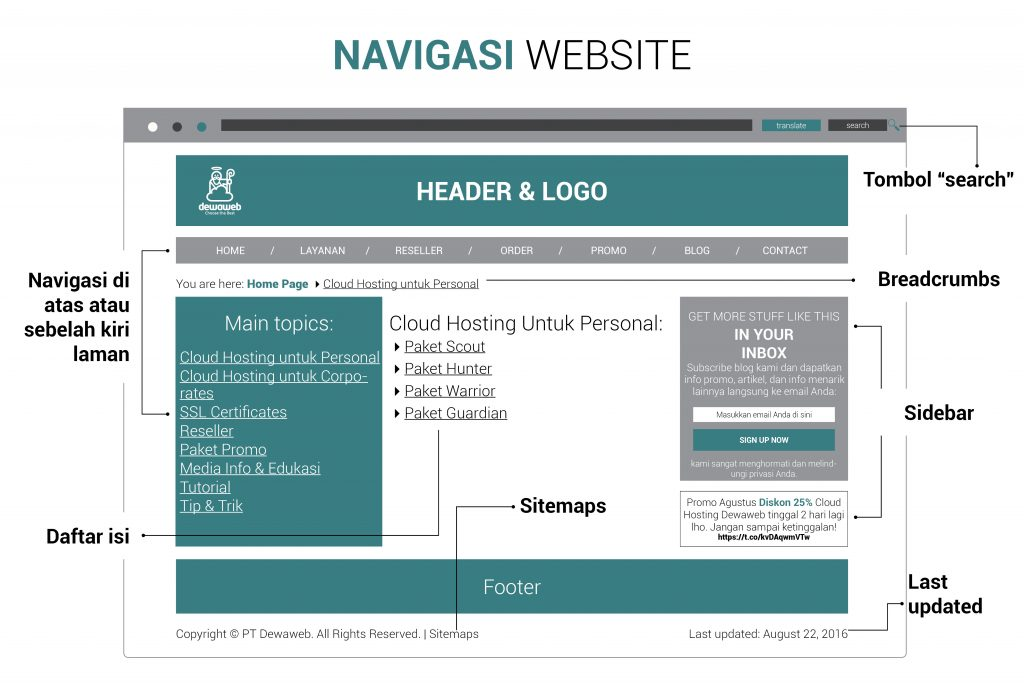 NAVIGASI WEBSITE
translate
search
Tombol “search”
dewaweb
Choose the Best
HEADER & LOGO
HOME / LAYANAN / RESELLER / ORDER / PROMO / BLOG / CONTACT
Navigasi di
atas atau
sebelah kiri
laman
You are here: Home Page Cloud Hosting untuk Personal
Breadcrumbs
Main topics:
Cloud Hosting untuk Personal
Cloud Hosting untuk Corpo-
rates
SSL Certificates
Reseller
Paket Promo
Media Info & Edukasi
Tutorial
Tip & Trik
Cloud Hosting Untuk Personal:
Paket Scout
Paket Hunter
Paket Warrior
Paket Guardian
GET MORE STUFF LIKE THIS
IN YOUR
INBOX
Subscribe blog kami dan dapatkan
info promo, artikel, dan info menarik
lainnya langsung ke email Anda:
Masukkan email Anda di sini
SIGN UP NOW
kami sangat menghormati dan melind-
ungi privasi Anda.
Sidebar
Promo Agustus Diskon 25% Cloud
Hosting Dewaweb tinggal 2 hari lagi
lho. Jangan sampai ketinggalan!
https://t.co/kvDAqwmVTw
Sitemaps
Daftar isi
Footer
Last
updated
Copyright © PT Dewaweb. All Rights Reserved. | Sitemaps
Last updated: August 22, 2016